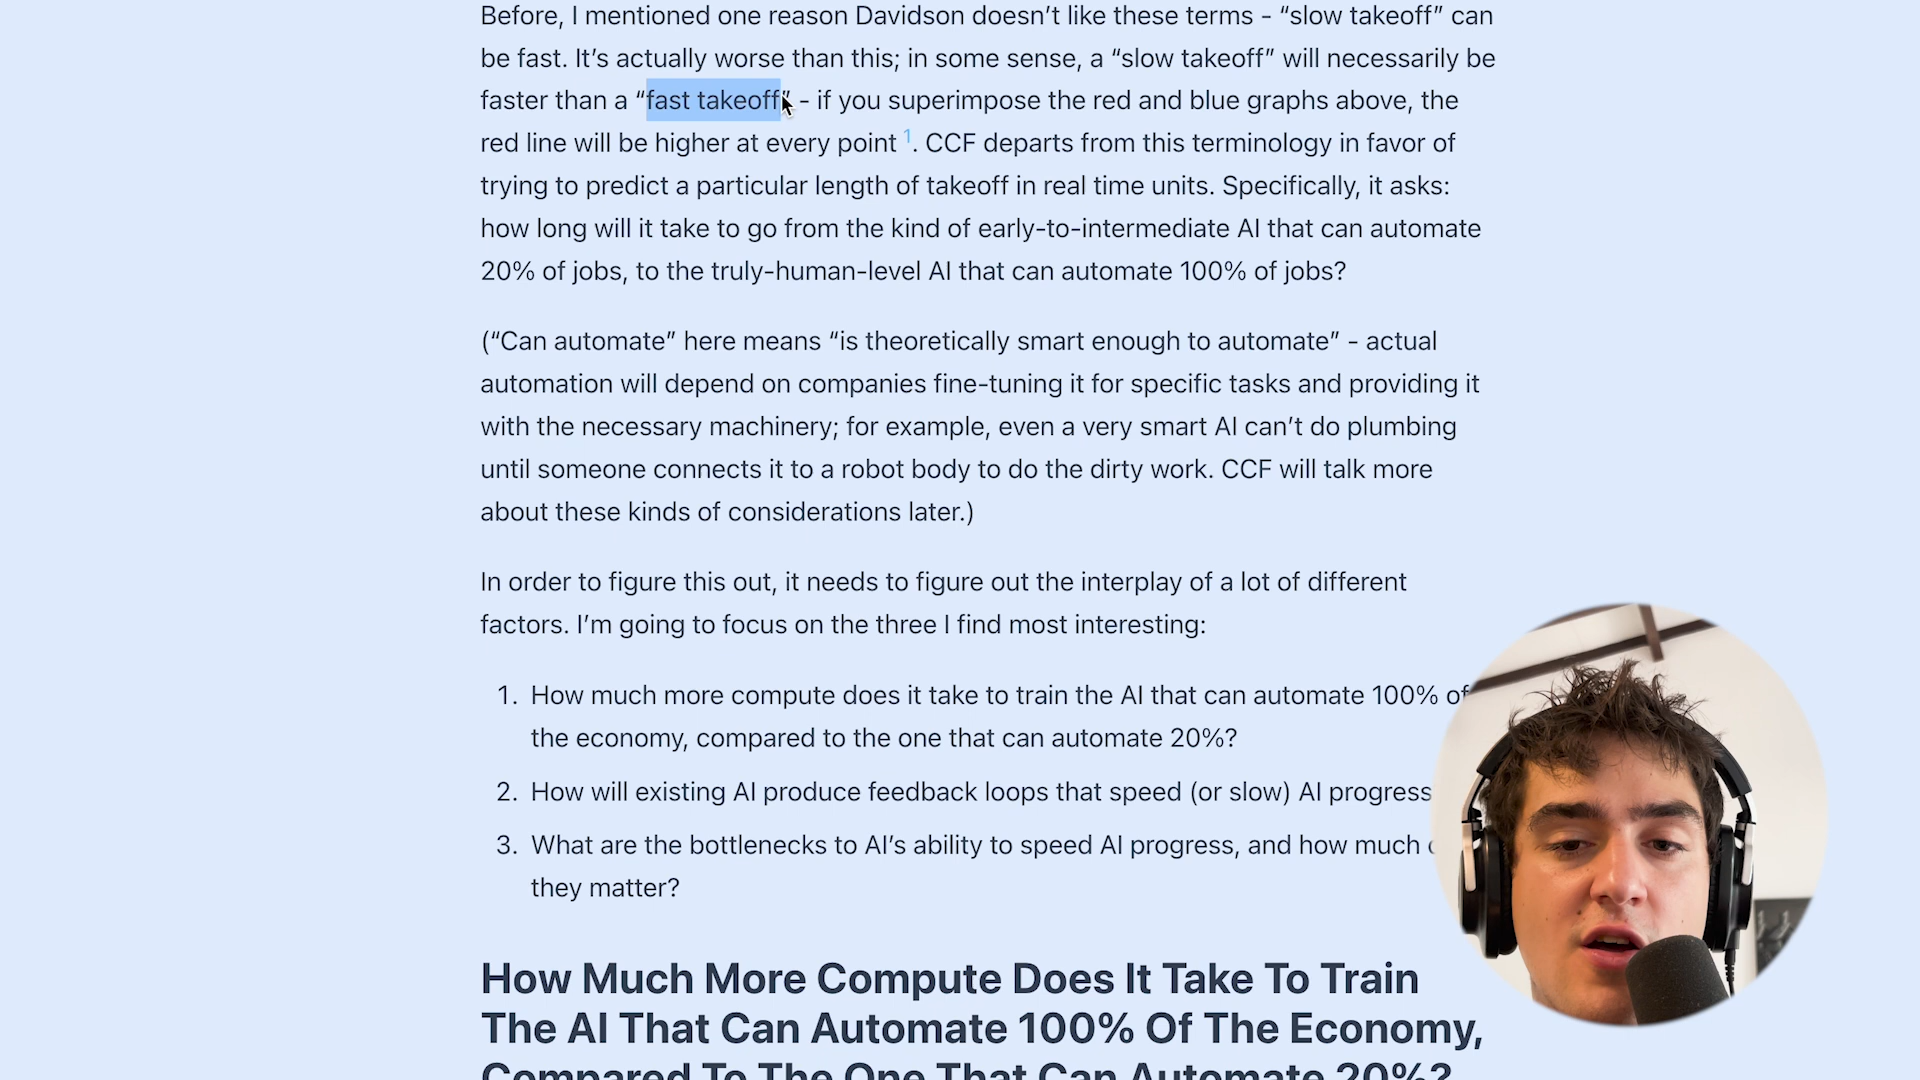 Before, I mentioned one reason Davidson doesn’t like these terms - “slow takeoff” can
be fast. It’s actually worse than this; in some sense, a “slow takeoff” will necessarily be
faster than a “fast takeoff” - if you superimpose the red and blue graphs above, the
red line will be higher at every point 1. CCF departs from this terminology in favor of
trying to predict a particular length of takeoff in real time units. Specifically, it asks:
how long will it take to go from the kind of early-to-intermediate AI that can automate
20% of jobs, to the truly-human-level AI that can automate 100% of jobs?
(“Can automate” here means “is theoretically smart enough to automate” - actual
automation will depend on companies fine-tuning it for specific tasks and providing it
with the necessary machinery; for example, even a very smart AI can’t do plumbing
until someone connects it to a robot body to do the dirty work. CCF will talk more
about these kinds of considerations later.)
In order to figure this out, it needs to figure out the interplay of a lot of different
factors. I’m going to focus on the three I find most interesting:
1. How much more compute does it take to train the AI that can automate 100% of
the economy, compared to the one that can automate 20%?
2. How will existing AI produce feedback loops that speed (or slow) AI progress
3. What are the bottlenecks to AI’s ability to speed AI progress, and how much
they matter?
How Much More Compute Does It Take To Train
The AI That Can Automate 100% Of The Economy,
Compared To The One That Can Automate 20%?